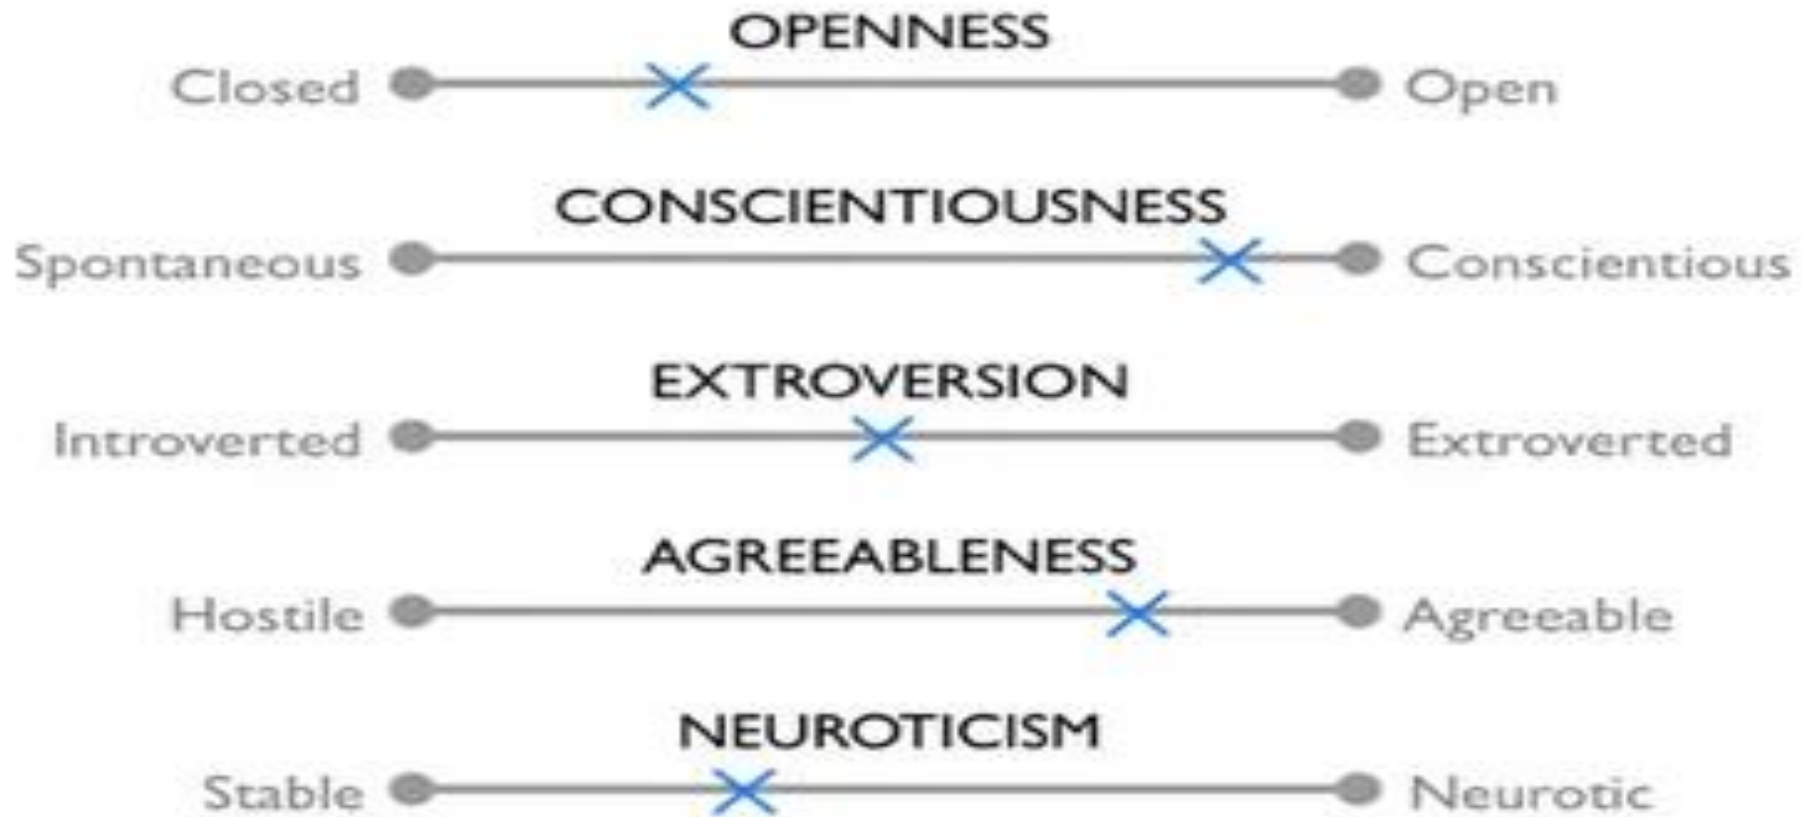 OPENNESS
Closed Open
CONSCIENTIOUSNESS
Spontaneous Conscientious
EXTROVERSION
Introverted Extroverted
AGREEABLENESS
Hostile Agreeable
NEUROTICISM
Stable Neurotic